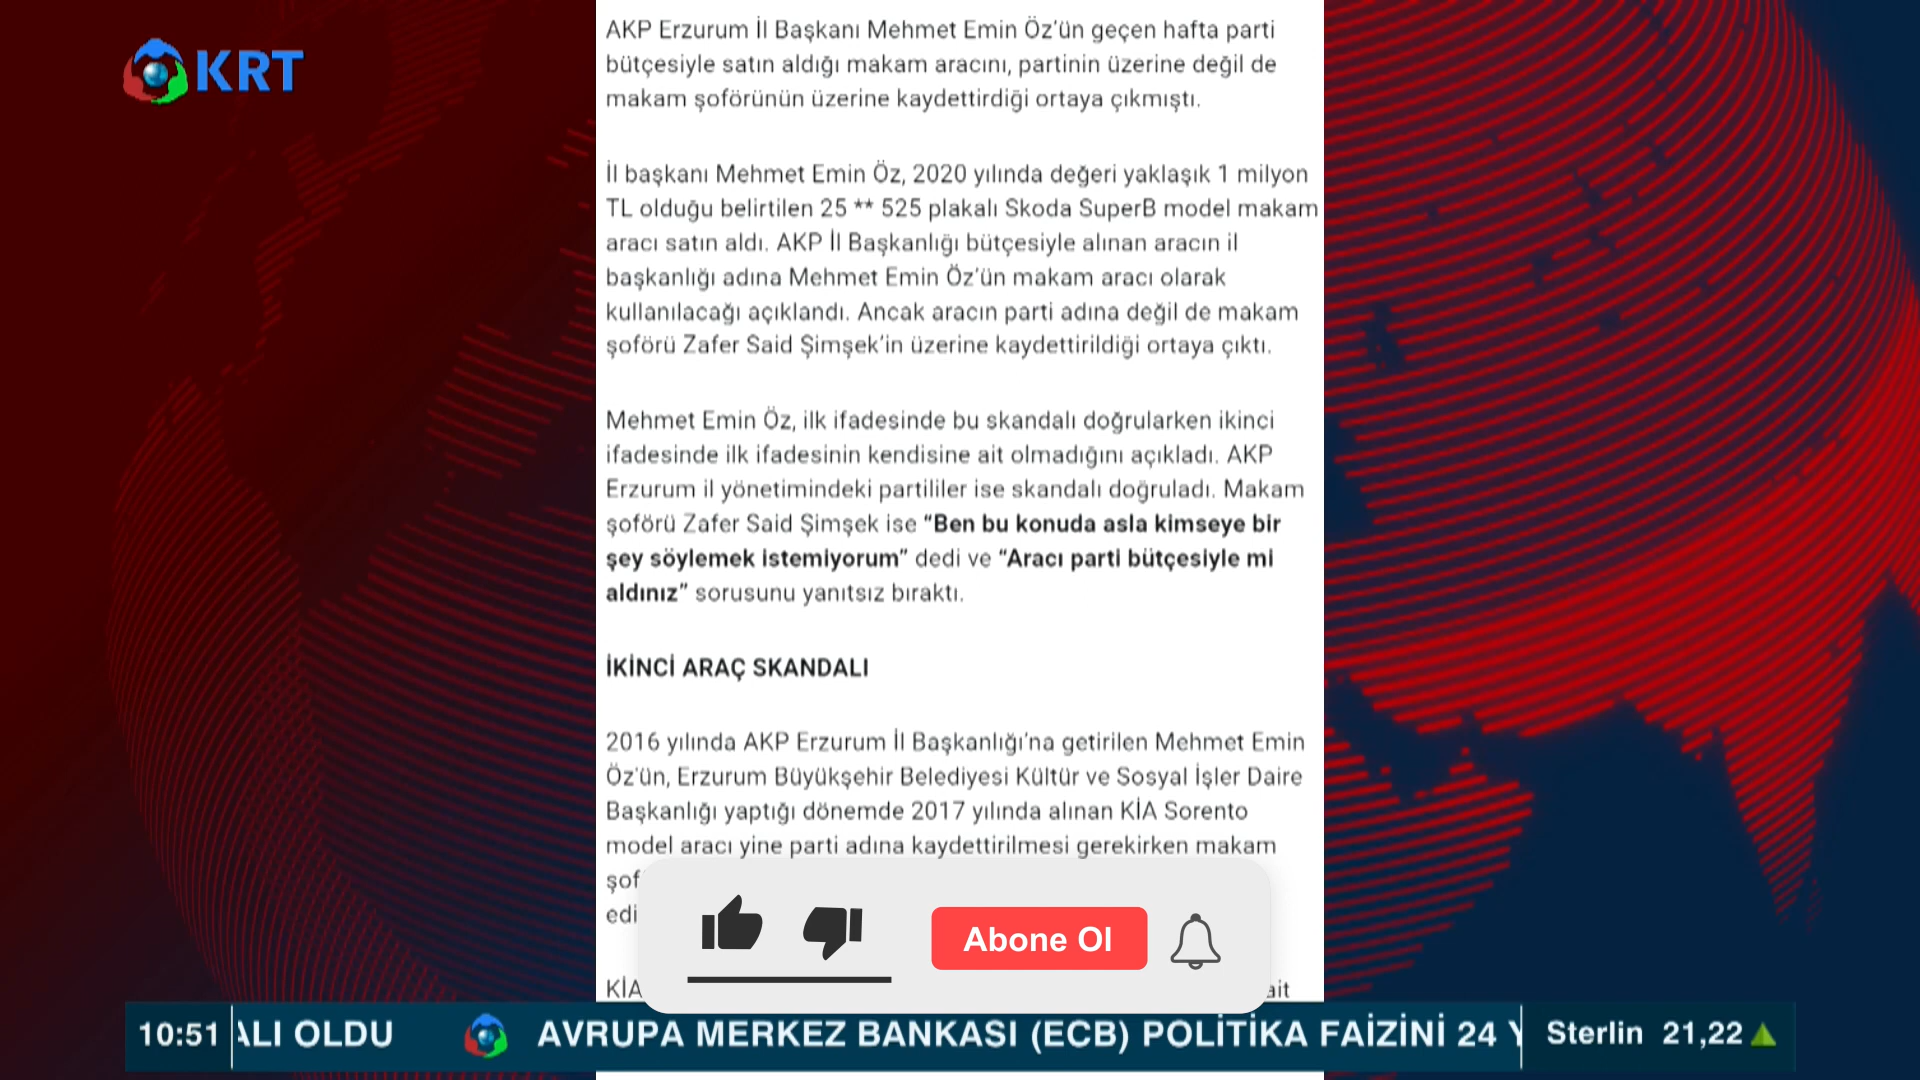 KRT
AKP Erzurum İl Başkanı Mehmet Emin Öz'ün geçen hafta parti
bütçesiyle satın aldığı makam aracını, partinin üzerine değil de
makam şoförünün üzerine kaydettirdiği ortaya çıkmıştı.
İl başkanı Mehmet Emin Öz, 2020 yılında değeri yaklaşık 1 milyon
TL olduğu belirtilen 25 ** 525 plakalı Skoda SuperB model makam
aracı satın aldı. AKP İl Başkanlığı bütçesiyle alınan aracın il
başkanlığı adına Mehmet Emin Öz'ün makam aracı olarak
kullanılacağı açıklandı. Ancak aracın parti adına değil de makam
şoförü Zafer Said Şimşek'in üzerine kaydettirildiği ortaya çıktı.
Mehmet Emin Öz, ilk ifadesinde bu skandalı doğrularken ikinci
ifadesinde ilk ifadesinin kendisine ait olmadığını açıkladı. AKP
Erzurum il yönetimindeki partililer ise skandalı doğruladı. Makam
şoförü Zafer Said Şimşek ise “Ben bu konuda asla kimseye bir
şey söylemek istemiyorum” dedi ve “Aracı parti bütçesiyle mi
aldınız” sorusunu yanıtsız bıraktı.
İKİNCİ ARAÇ SKANDALI
2016 yılında AKP Erzurum İl Başkanlığı'na getirilen Mehmet Emin
Öz'ün, Erzurum Büyükşehir Belediyesi Kültür ve Sosyal İşler Daire
Başkanlığı yaptığı dönemde 2017 yılında alınan KİA Sorento
model aracı yine parti adına kaydettirilmesi gerekirken makam
şof
edi
KİA ait
Abone Ol
10:51 ALI OLDU AVRUPA MERKEZ BANKASI (ECB) POLİTİKA FAİZİNİ 24 Sterlin 21,22